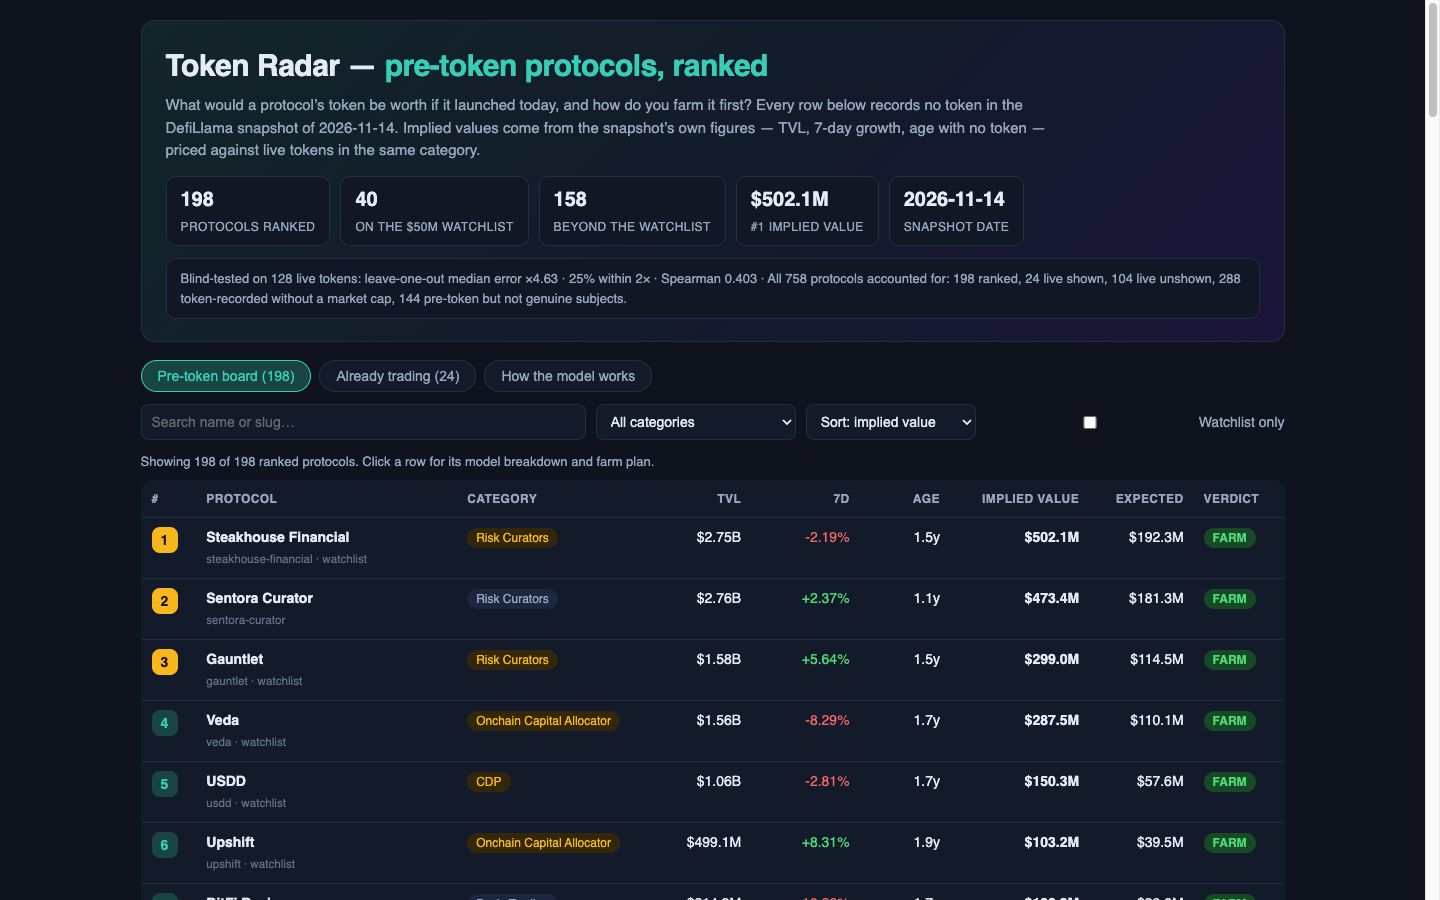 Token Radar — pre-token protocols, ranked
What would a protocol's token be worth if it launched today, and how do you farm it first? Every row below records no token in the
DefiLlama snapshot of 2026-11-14. Implied values come from the snapshot's own figures — TVL, 7-day growth, age with no token —
priced against live tokens in the same category.
198 40 158 $502.1M 2026-11-14
PROTOCOLS RANKED ON THE $50M WATCHLIST BEYOND THE WATCHLIST #1 IMPLIED VALUE SNAPSHOT DATE
Blind-tested on 128 live tokens: leave-one-out median error ×4.63 · 25% within 2× · Spearman 0.403 · All 758 protocols accounted for: 198 ranked, 24 live shown, 104 live unshown, 288
token-recorded without a market cap, 144 pre-token but not genuine subjects.
Pre-token board (198) Already trading (24) How the model works
Search name or slug… All categories Sort: implied value Watchlist only
Showing 198 of 198 ranked protocols. Click a row for its model breakdown and farm plan.
# PROTOCOL CATEGORY TVL 7D AGE IMPLIED VALUE EXPECTED VERDICT
1 Steakhouse Financial Risk Curators $2.75B -2.19% 1.5y $502.1M $192.3M FARM
steakhouse-financial · watchlist
2 Sentora Curator Risk Curators $2.76B +2.37% 1.1y $473.4M $181.3M FARM
sentora-curator
3 Gauntlet Risk Curators $1.58B +5.64% 1.5y $299.0M $114.5M FARM
gauntlet · watchlist
4 Veda Onchain Capital Allocator $1.56B -8.29% 1.7y $287.5M $110.1M FARM
veda · watchlist
5 USDD CDP $1.06B -2.81% 1.7y $150.3M $57.6M FARM
usdd · watchlist
6 Upshift Onchain Capital Allocator $499.1M +8.31% 1.9y $103.2M $39.5M FARM
upshift · watchlist